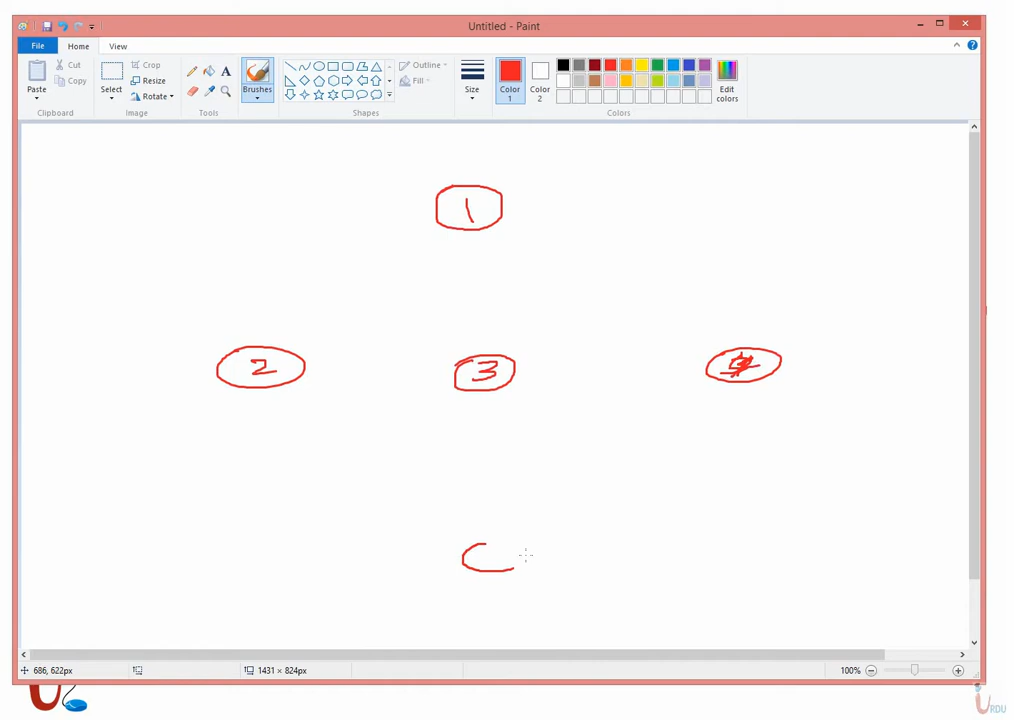 Untitled - Paint
File Home View
Paste Cut Copy Select Crop Resize Rotate A Brushes Outline Fill Size Color 1 Color 2 Edit colors
Clipboard Image Tools Shapes Colors
1
2 3
686, 622px 1431 × 824px 100%
URDU